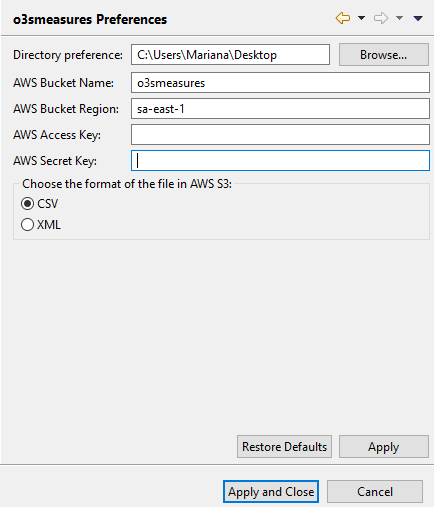 o3smeasures Preferences
Directory preference: C:\Users\Mariana\Desktop Browse...
AWS Bucket Name: o3smeasures
AWS Bucket Region: sa-east-1
AWS Access Key:
AWS Secret Key:
Choose the format of the file in AWS S3:
CSV
XML
Restore Defaults Apply
Apply and Close Cancel